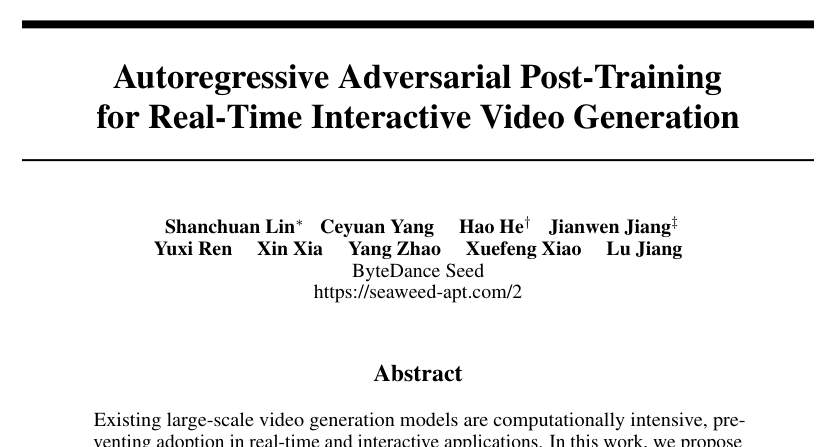 Autoregressive Adversarial Post-Training
for Real-Time Interactive Video Generation
Shanchuan Lin* Ceyuan Yang Hao He† Jianwen Jiang‡
Yuxi Ren Xin Xia Yang Zhao Xuefeng Xiao Lu Jiang
ByteDance Seed
https://seaweed-apt.com/2
Abstract
Existing large-scale video generation models are computationally intensive, pre-
venting adoption in real-time and interactive applications. In this work, we propose